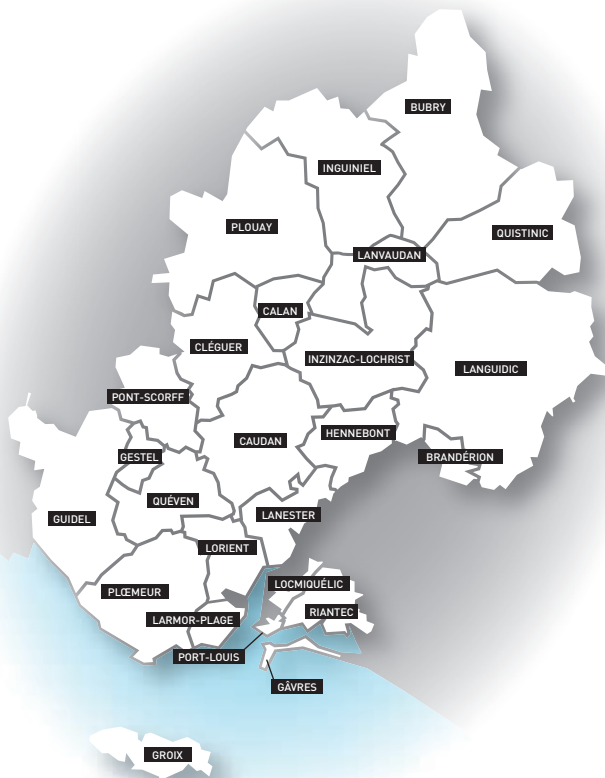 BUBRY
INGUINIEL
PLOUAY
QUISTINIC
LANVAUDAN
CALAN
CLÉGUER
INZINZAC-LOCHRIST
LANGUIDIC
PONT-SCORFF
HENNEBONT
CAUDAN
GESTEL
BRANDÉRION
QUÉVEN
LANESTER
GUIDEL
LORIENT
LOCMIQUÉLIC
PLŒMEUR
RIANTEC
LARMOR-PLAGE
PORT-LOUIS
GÂVRES
GROIX